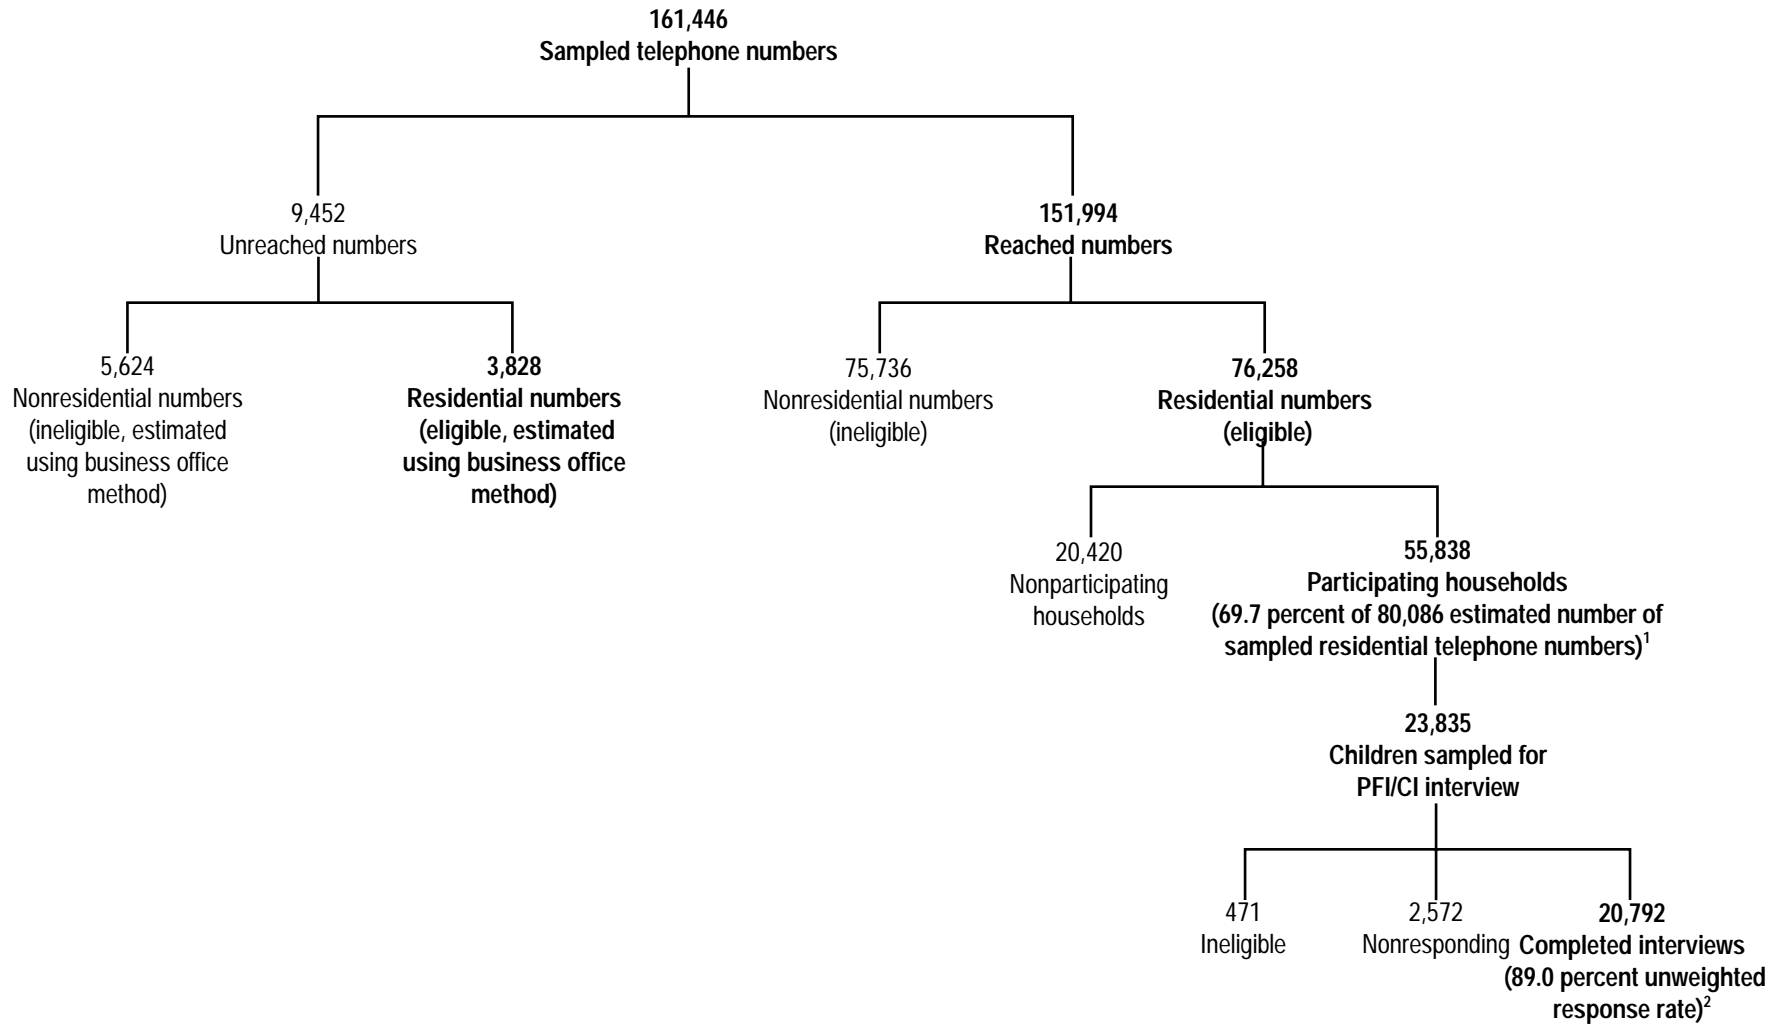 161,446
Sampled telephone numbers
9,452
Unreached numbers
151,994
Reached numbers
5,624
Nonresidential numbers
(ineligible, estimated
using business office
method)
3,828
Residential numbers
(eligible, estimated
using business office
method)
75,736
Nonresidential numbers
(ineligible)
76,258
Residential numbers
(eligible)
20,420
Nonparticipating
households
55,838
Participating households
(69.7 percent of 80,086 estimated number of
sampled residential telephone numbers)1
23,835
Children sampled for
PFI/CI interview
471
Ineligible
2,572
Nonresponding
20,792
Completed interviews
(89.0 percent unweighted
response rate)2